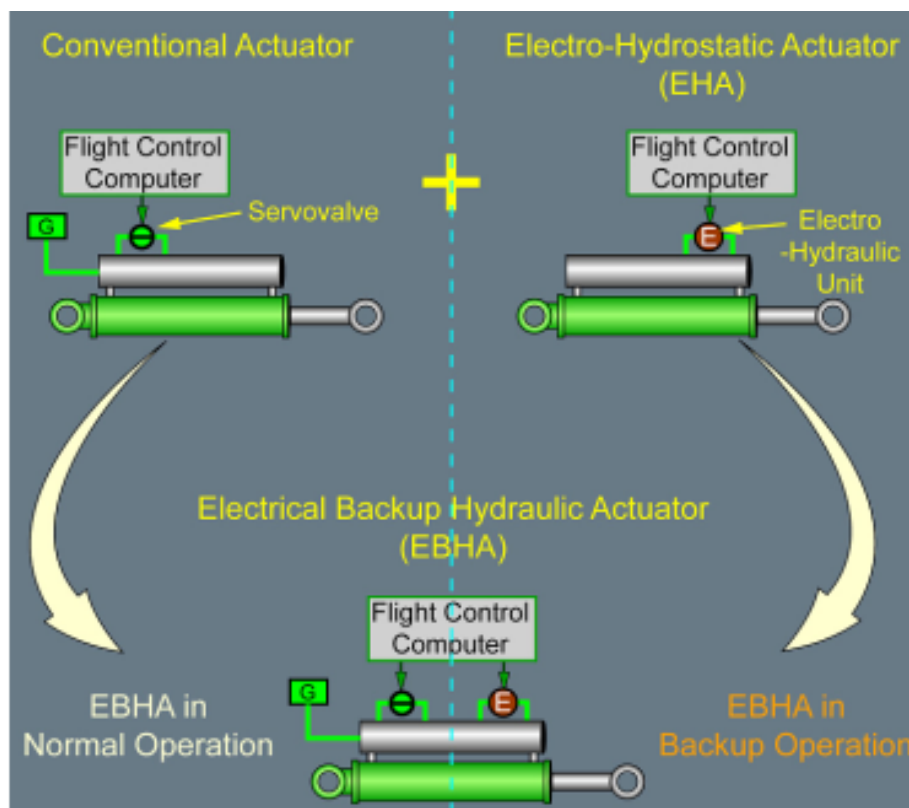 Conventional Actuator
Electro-Hydrostatic Actuator
(EHA)
Flight Control
Computer
Servovalve
G
Flight Control
Computer
E
Electro
-Hydraulic
Unit
Electrical Backup Hydraulic Actuator
(EBHA)
Flight Control
Computer
G
E
EBHA in
Normal Operation
EBHA in
Backup Operation